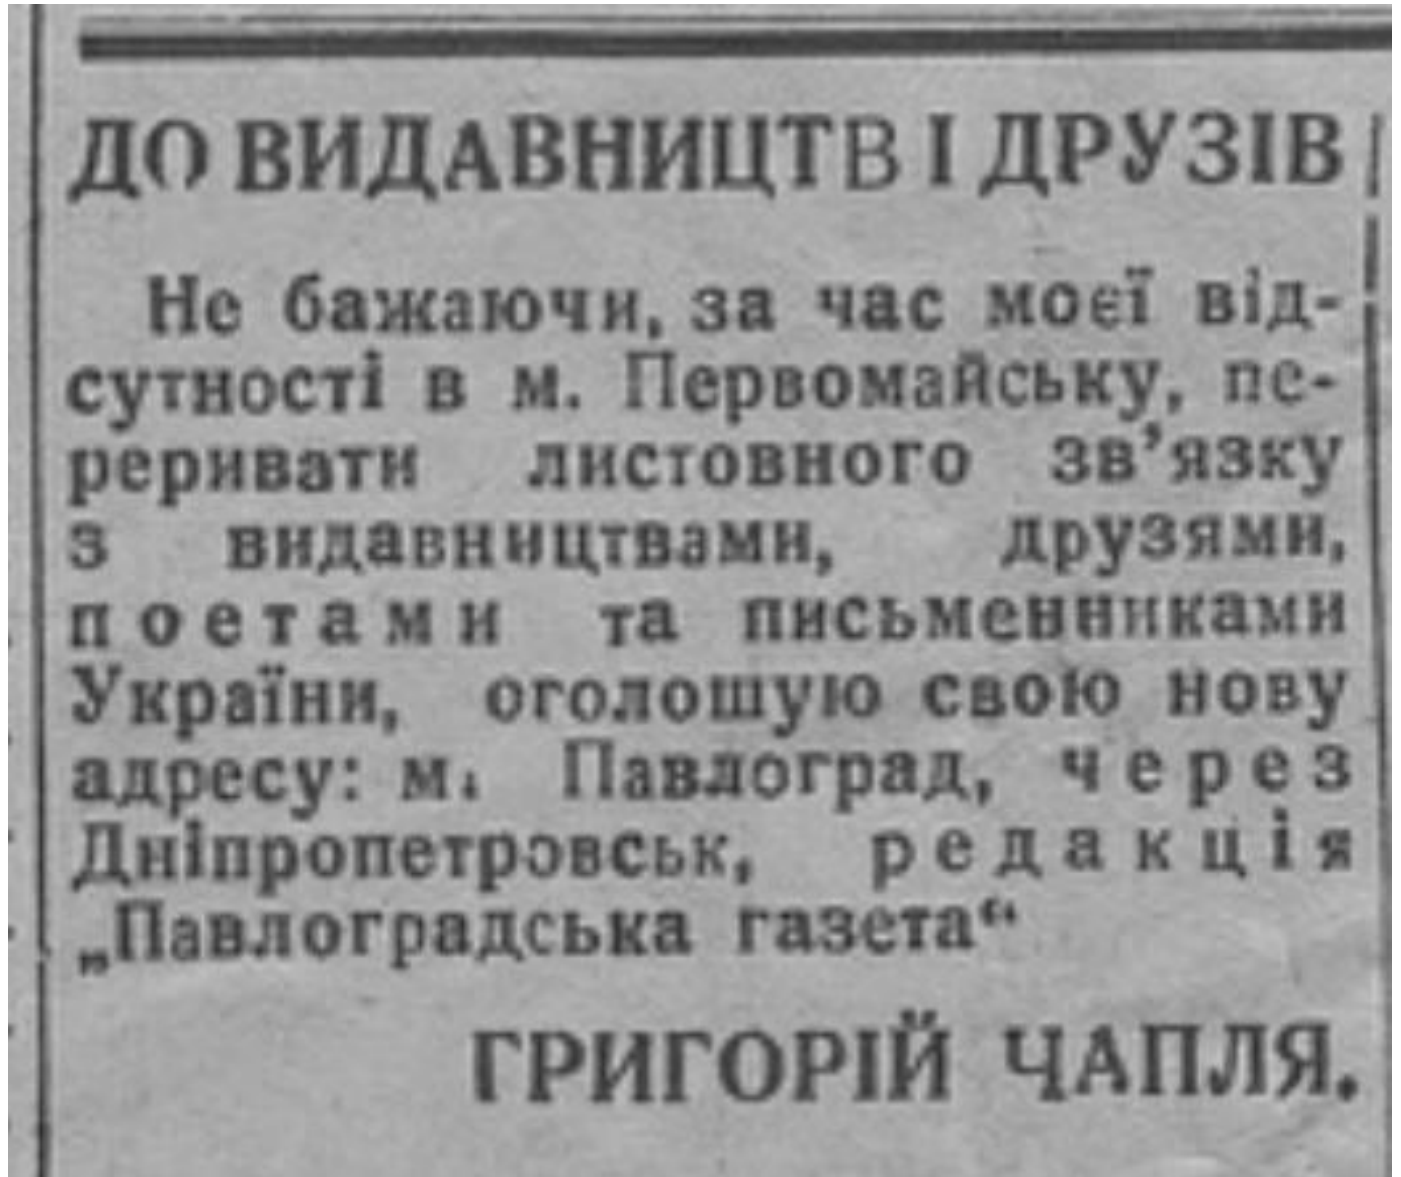 ДО ВИДАВНИЦТВ І ДРУЗІВ
Не бажаючи, за час моєї від-
сутності в м. Первомайську, пе-
реривати листовного зв’язку
з видавництвами, друзями,
поетами та письменниками
України, оголошую свою нову
адресу: м. Павлоград, через
Дніпропетровськ, редакція
„Павлоградська газета“
ГРИГОРІЙ ЧАПЛЯ.